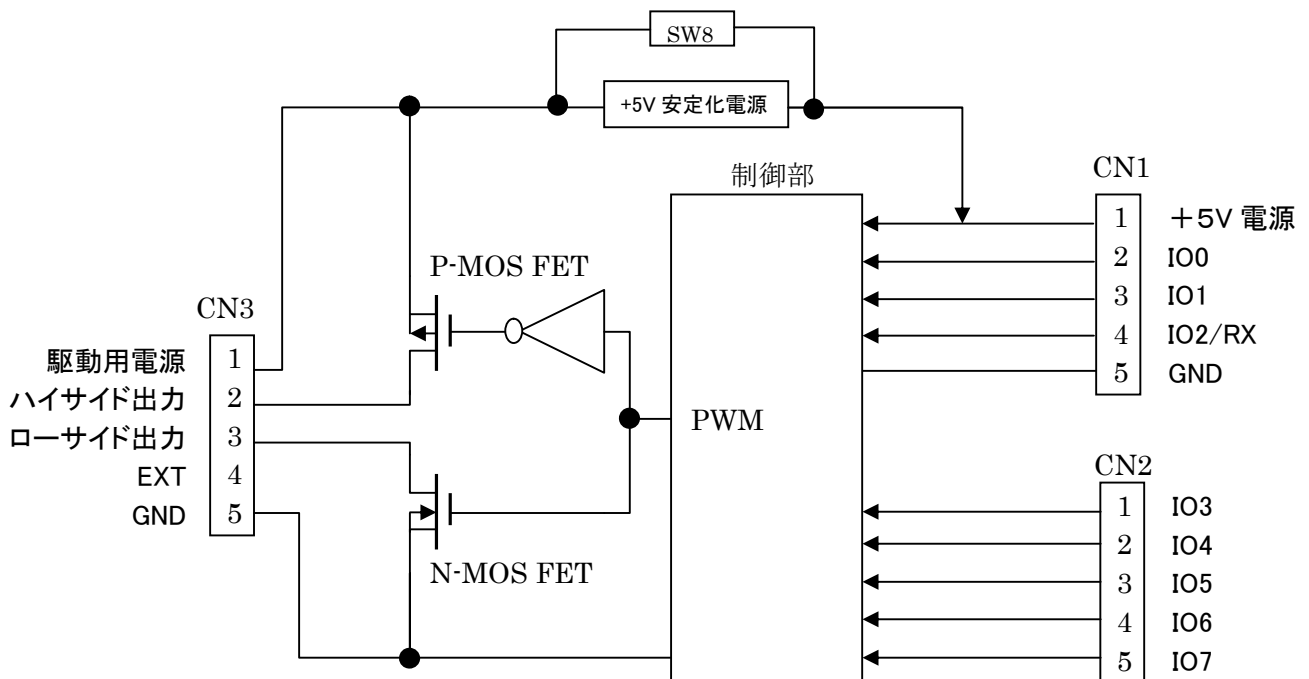 SW8
+5V 安定化電源
制御部
CN1
1 +5V 電源
2 IO0
3 IO1
4 IO2/RX
5 GND
P-MOS FET
CN3
駆動用電源 1
ハイサイド出力 2
ローサイド出力 3
EXT 4
GND 5
PWM
N-MOS FET
CN2
1 IO3
2 IO4
3 IO5
4 IO6
5 IO7